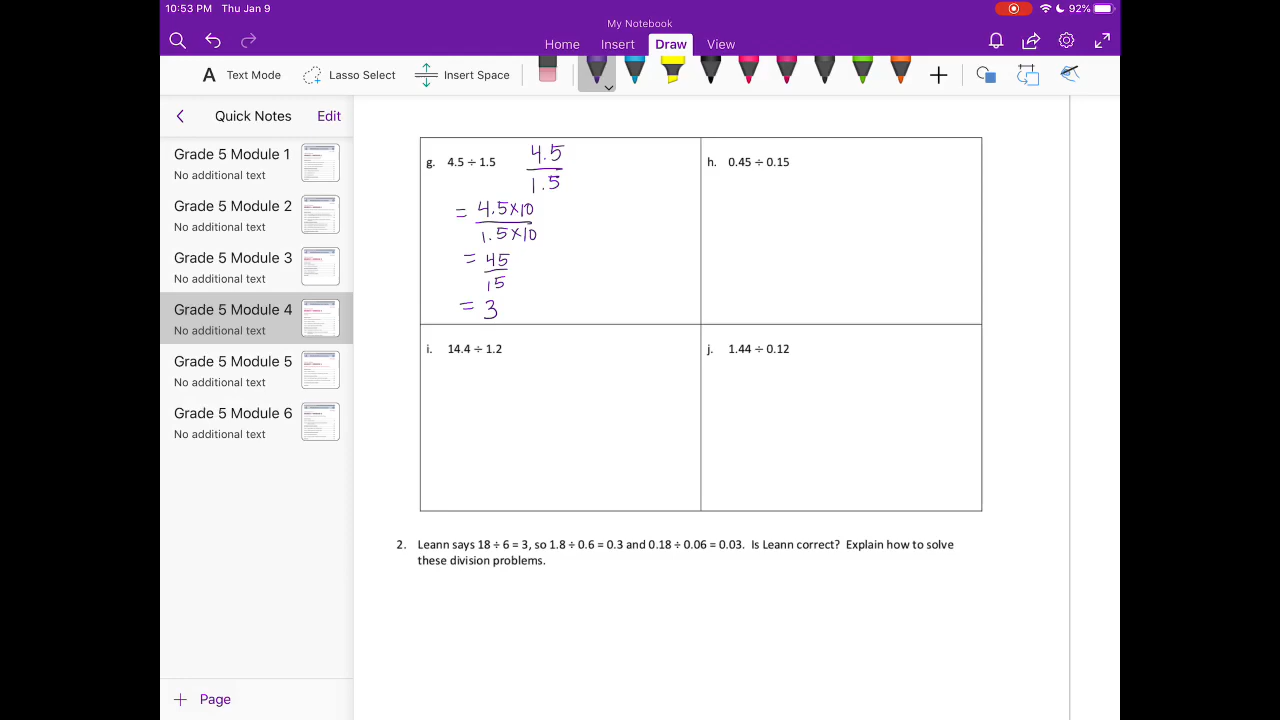 10:53 PM Thu Jan 9
92%
My Notebook
Home Insert Draw View
Text Mode Lasso Select Insert Space
Quick Notes Edit
Grade 5 Module 1
No additional text
Grade 5 Module 2
No additional text
Grade 5 Module 3
No additional text
Grade 5 Module 4
No additional text
Grade 5 Module 5
No additional text
Grade 5 Module 6
No additional text
+ Page
g. 4.5 ÷ 1.5
4.5
1.5
= 4.5×10
1.5×10
= 45
15
= 3
h. 0.45 ÷ 0.15
i. 14.4 ÷ 1.2
j. 1.44 ÷ 0.12
2. Leann says 18 ÷ 6 = 3, so 1.8 ÷ 0.6 = 0.3 and 0.18 ÷ 0.06 = 0.03. Is Leann correct? Explain how to solve
these division problems.